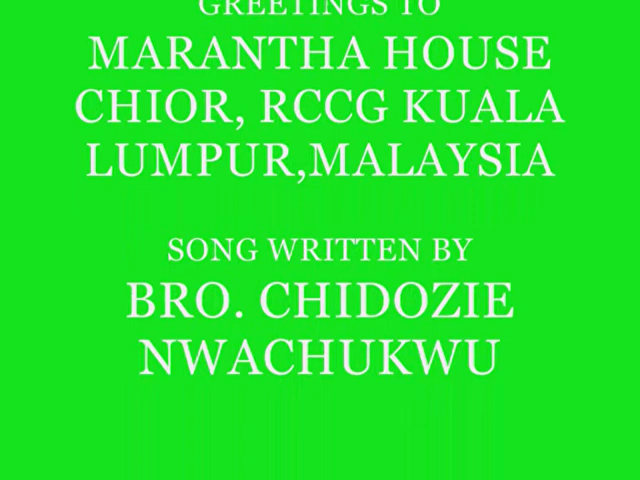 GREETINGS TO
MARANTHA HOUSE
CHIOR, RCCG KUALA
LUMPUR,MALAYSIA
SONG WRITTEN BY
BRO. CHIDOZIE
NWACHUKWU